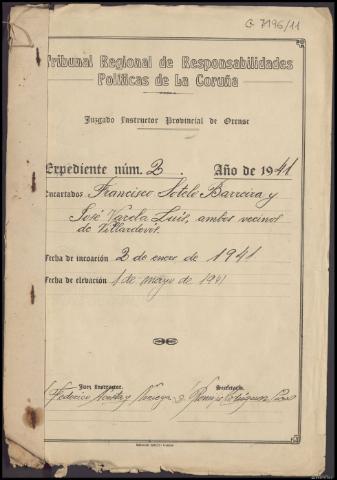 G-7196/11
Tribunal Regional de Responsabilidades
Políticas de La Coruña
Juzgado Instructor Provincial de Orense
Expediente núm. 2. Año de 1941
Encartados Francisco Sotelo Barreira y
José Varela Luis, ambos vecinos
de Villardevós.
Fecha de incoación 2 de enero de 1941
Fecha de elevación 1 de mayo de 1941
Juez Instructor, Secretario,
Federico